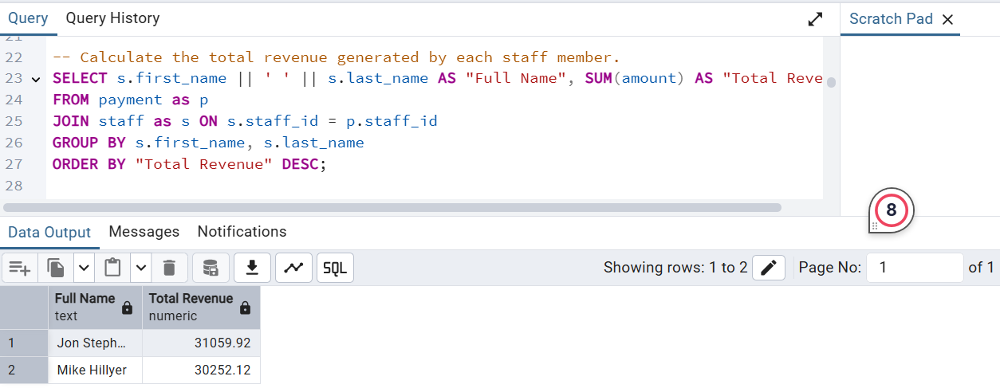 Query Query History
Scratch Pad
22 -- Calculate the total revenue generated by each staff member.
23 SELECT s.first_name || ' ' || s.last_name AS "Full Name", SUM(amount) AS "Total Reve
24 FROM payment as p
25 JOIN staff as s ON s.staff_id = p.staff_id
26 GROUP BY s.first_name, s.last_name
27 ORDER BY "Total Revenue" DESC;
28
8
Data Output Messages Notifications
SQL Showing rows: 1 to 2 Page No: 1 of 1
Full Name Total Revenue
text numeric
1 Jon Steph... 31059.92
2 Mike Hillyer 30252.12